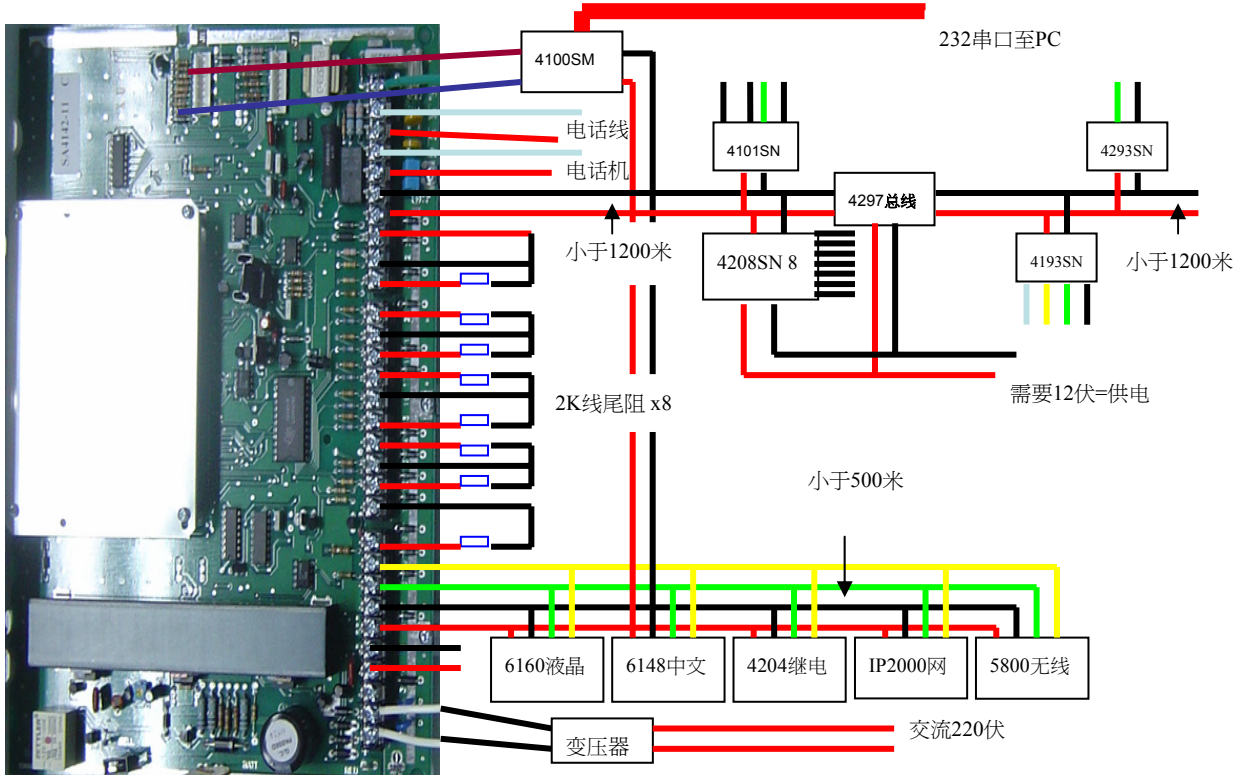 232串口至PC
4100SM
SA4142-11 C
电话线
4101SN
4293SN
电话机
4297总线
小于1200米
4208SN 8
4193SN
小于1200米
需要12伏=供电
2K线尾阻 x8
小于500米
6160液晶
6148中文
4204继电
IP2000网
5800无线
交流220伏
变压器
BATT
RED